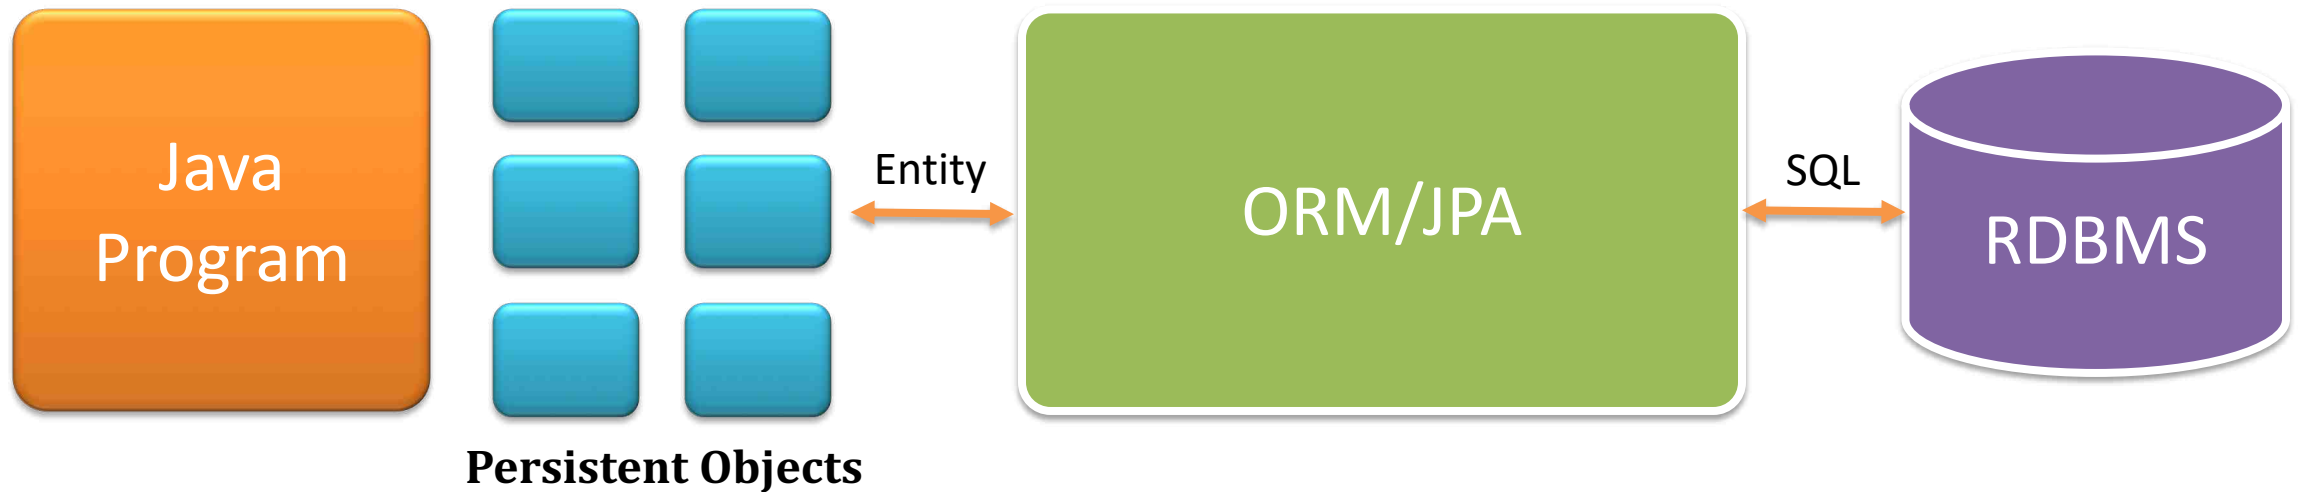 Java
Program
Persistent Objects
Entity
ORM/JPA
SQL
RDBMS